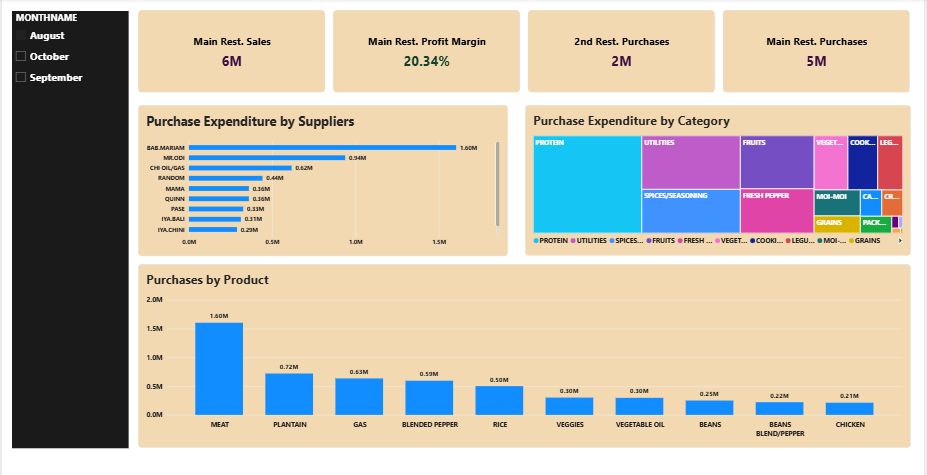 MONTHNAME
August
October
September
Main Rest. Sales
6M
Main Rest. Profit Margin
20.34%
2nd Rest. Purchases
2M
Main Rest. Purchases
5M
Purchase Expenditure by Suppliers
BAB.MARIAM 1.60M
MR.ODI 0.94M
CHI OIL/GAS 0.62M
RANDOM 0.44M
MAMA 0.36M
QUINN 0.36M
PASE 0.33M
IYA.BALI 0.31M
IYA.CHINE 0.29M
0.0M 0.5M 1.0M 1.5M
Purchase Expenditure by Category
PROTEIN UTILITIES FRUITS VEGET... COOK... LEG...
SPICES/SEASONING FRESH PEPPER MOI-MOI CA... CR...
GRAINS PACK...
PROTEIN UTILITIES SPICES... FRUITS FRESH ... VEGET... COOKI... LEGU... MOI-... GRAINS
Purchases by Product
2.0M
1.5M
1.0M
0.5M
0.0M
1.60M 0.72M 0.63M 0.59M 0.50M 0.30M 0.30M 0.25M 0.22M 0.21M
MEAT PLANTAIN GAS BLENDED PEPPER RICE VEGGIES VEGETABLE OIL BEANS BEANS CHICKEN
BLEND/PEPPER